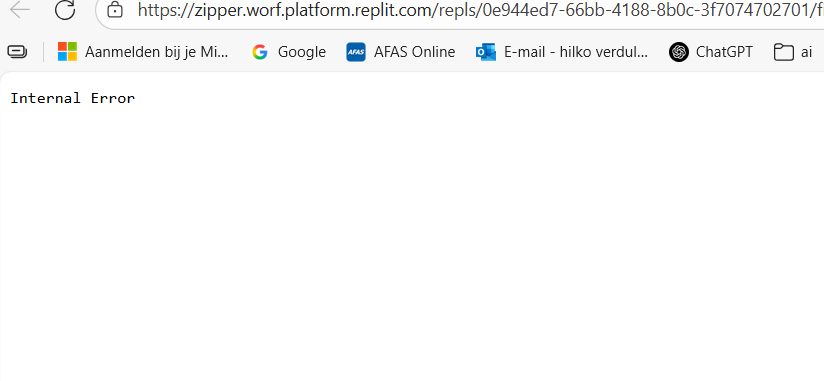 https://zipper.worf.platform.replit.com/repls/0e944ed7-66bb-4188-8b0c-3f7074702701/f
Aanmelden bij je Mi... Google AFAS AFAS Online E-mail - hilko verdul... ChatGPT ai
Internal Error